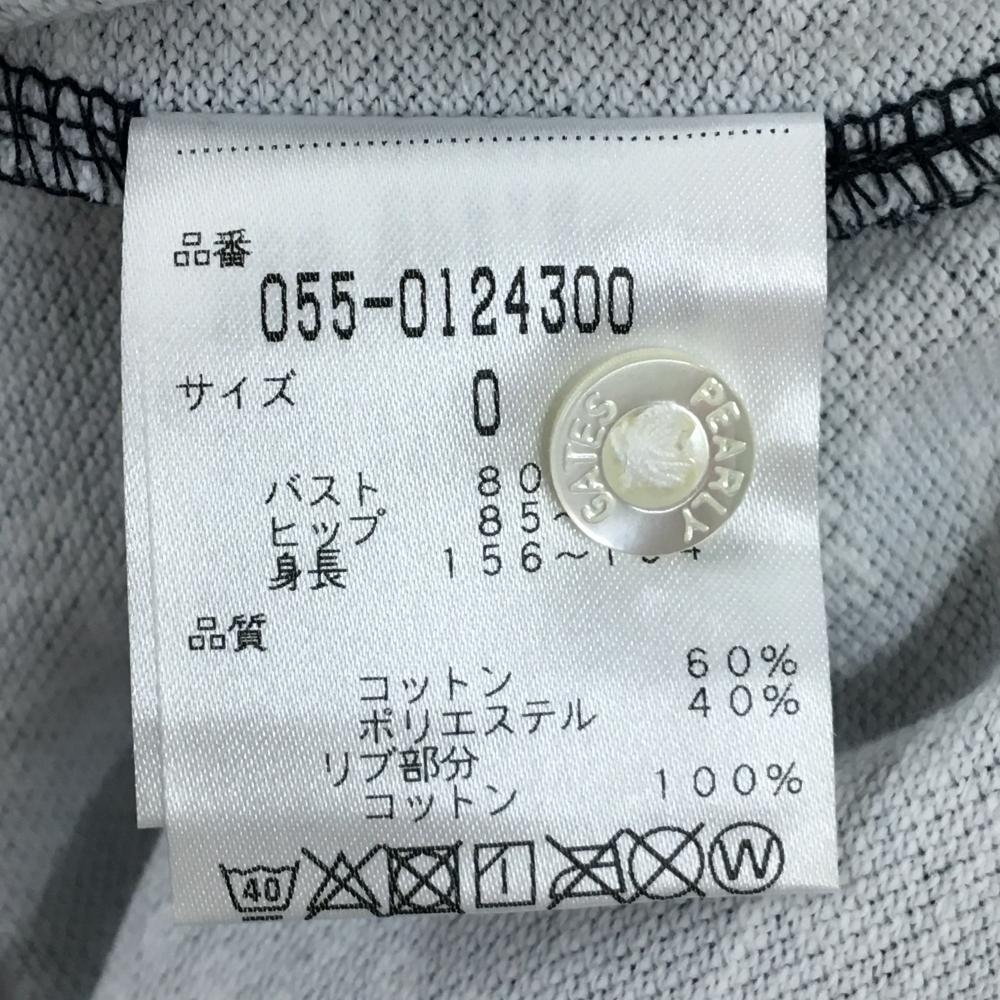 品番
055-0124300
サイズ 0
PEARLY GATES
バスト 80
ヒップ 85~
身長 156~
品質
コットン 60%
ポリエステル 40%
リブ部分
コットン 100%
40 W